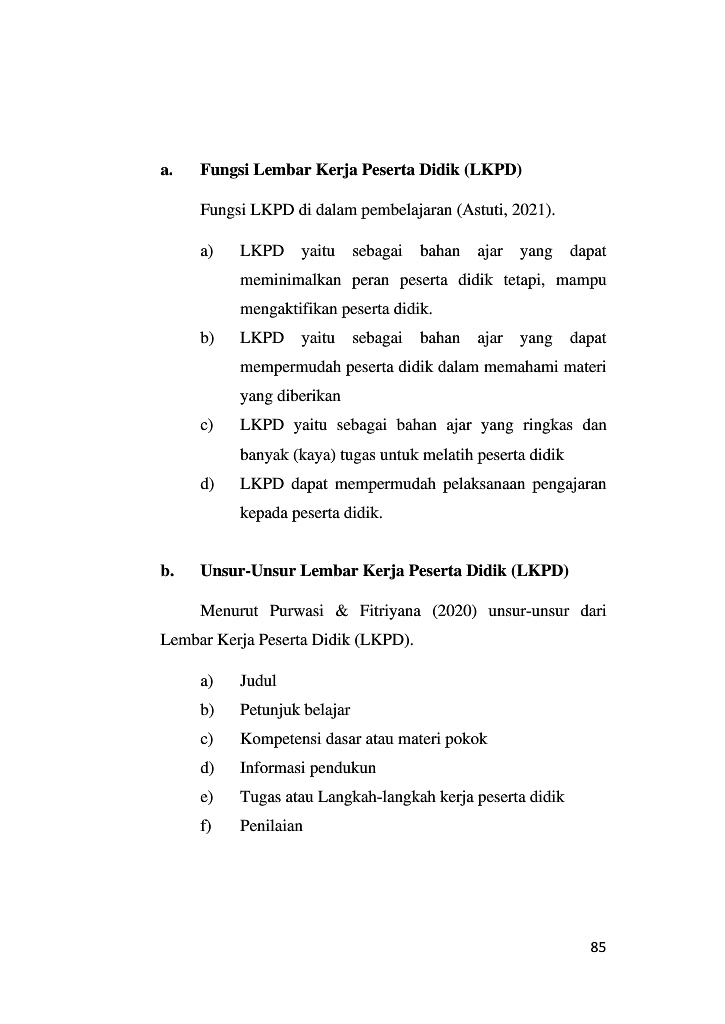 a. Fungsi Lembar Kerja Peserta Didik (LKPD)
Fungsi LKPD di dalam pembelajaran (Astuti, 2021).
a) LKPD yaitu sebagai bahan ajar yang dapat
meminimalkan peran peserta didik tetapi, mampu
mengaktifikan peserta didik.
b) LKPD yaitu sebagai bahan ajar yang dapat
mempermudah peserta didik dalam memahami materi
yang diberikan
c) LKPD yaitu sebagai bahan ajar yang ringkas dan
banyak (kaya) tugas untuk melatih peserta didik
d) LKPD dapat mempermudah pelaksanaan pengajaran
kepada peserta didik.
b. Unsur-Unsur Lembar Kerja Peserta Didik (LKPD)
Menurut Purwasi & Fitriyana (2020) unsur-unsur dari
Lembar Kerja Peserta Didik (LKPD).
a) Judul
b) Petunjuk belajar
c) Kompetensi dasar atau materi pokok
d) Informasi pendukun
e) Tugas atau Langkah-langkah kerja peserta didik
f) Penilaian
85